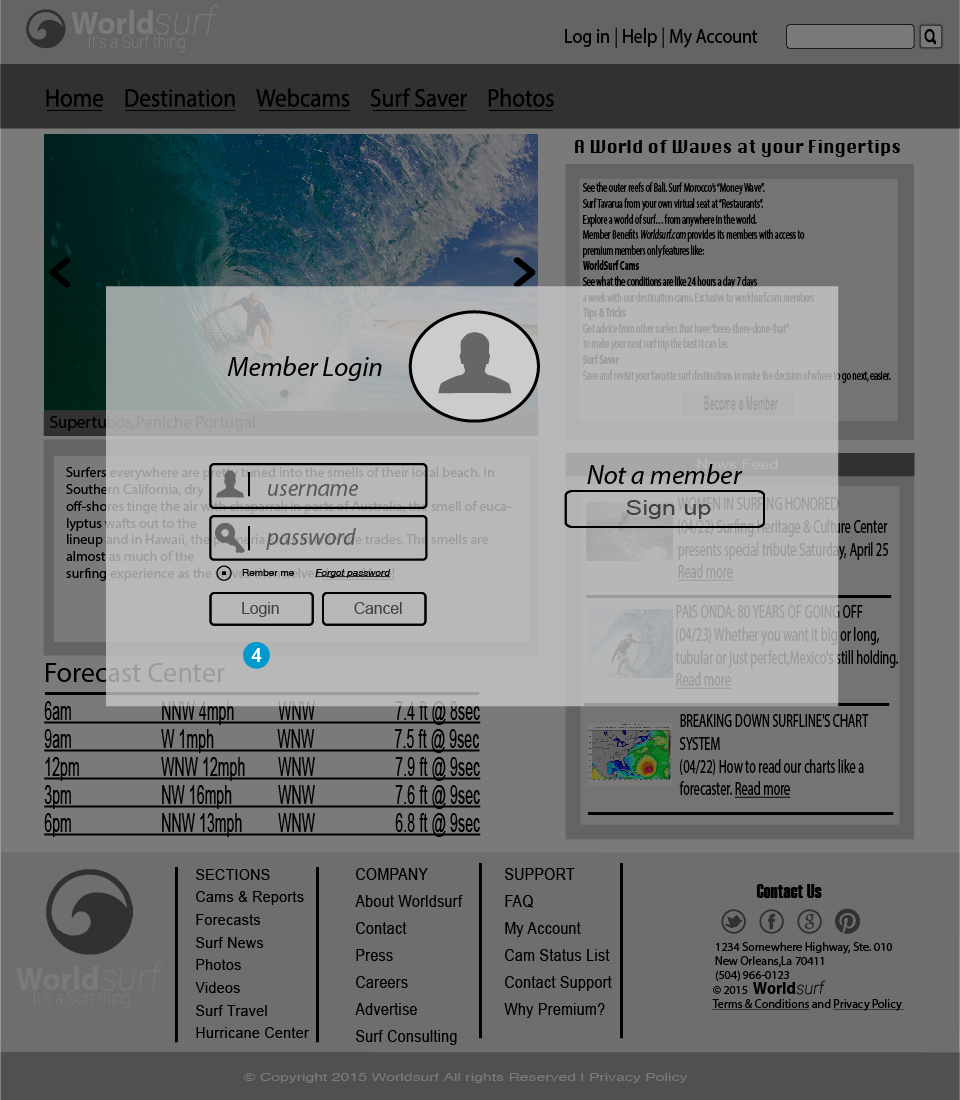 Worldsurf
It's a Surf thing
Log in | Help | My Account
Home Destination Webcams Surf Saver Photos
A World of Waves at your Fingertips
See the outer reefs of Bali. Surf Morocco's "Money Wave".
Surf Tavarua from your own virtual seat at "Restaurants".
Explore a world of surf… from anywhere in the world.
Member Benefits Worldsurf.com provides its members with access to
premium members only features like:
WorldSurf Cams
See what the conditions are like 24 hours a day 7 days
a week with our destination cams. Exclusive to worldsurf.com members
Tips & Tricks
Get advice from other surfers that have "been-there-done-that"
to make your next surf trip the best it can be.
Surf Saver
Save and revisit your favorite surf destinations to make the decision of where to go next, easier.
Become a Member
Supertubos,Peniche Portugal
Member Login
username
password
Rember me Forgot password
Login Cancel
4
Not a member
Sign up
Surfers everywhere are pretty tuned into the smells of their local beach. In
Southern California, dry
off-shores tinge the air with chaparral; in parts of Australia, the smell of euca-
lyptus wafts out to the
lineup and in Hawaii, the plumeria trades. The smells are
almost as much of the
surfing experience as the
News Feed
WOMEN IN SURFING HONORED
(04/22) Surfing Heritage & Culture Center
presents special tribute Saturday, April 25
Read more
PAIS ONDA: 80 YEARS OF GOING OFF
(04/23) Whether you want it big or long,
tubular or just perfect,Mexico's still holding.
Read more
BREAKING DOWN SURFLINE'S CHART
SYSTEM
(04/22) How to read our charts like a
forecaster. Read more
Forecast Center
6am NNW 4mph WNW 7.4 ft @ 8sec
9am W 1mph WNW 7.5 ft @ 9sec
12pm WNW 12mph WNW 7.9 ft @ 9sec
3pm NW 16mph WNW 7.6 ft @ 9sec
6pm NNW 13mph WNW 6.8 ft @ 9sec
Worldsurf
It's a Surf thing
SECTIONS
Cams & Reports
Forecasts
Surf News
Photos
Videos
Surf Travel
Hurricane Center
COMPANY
About Worldsurf
Contact
Press
Careers
Advertise
Surf Consulting
SUPPORT
FAQ
My Account
Cam Status List
Contact Support
Why Premium?
Contact Us
1234 Somewhere Highway, Ste. 010
New Orleans,La 70411
(504) 966-0123
© 2015 Worldsurf
Terms & Conditions and Privacy Policy
© Copyright 2015 Worldsurf All rights Reserved | Privacy Policy